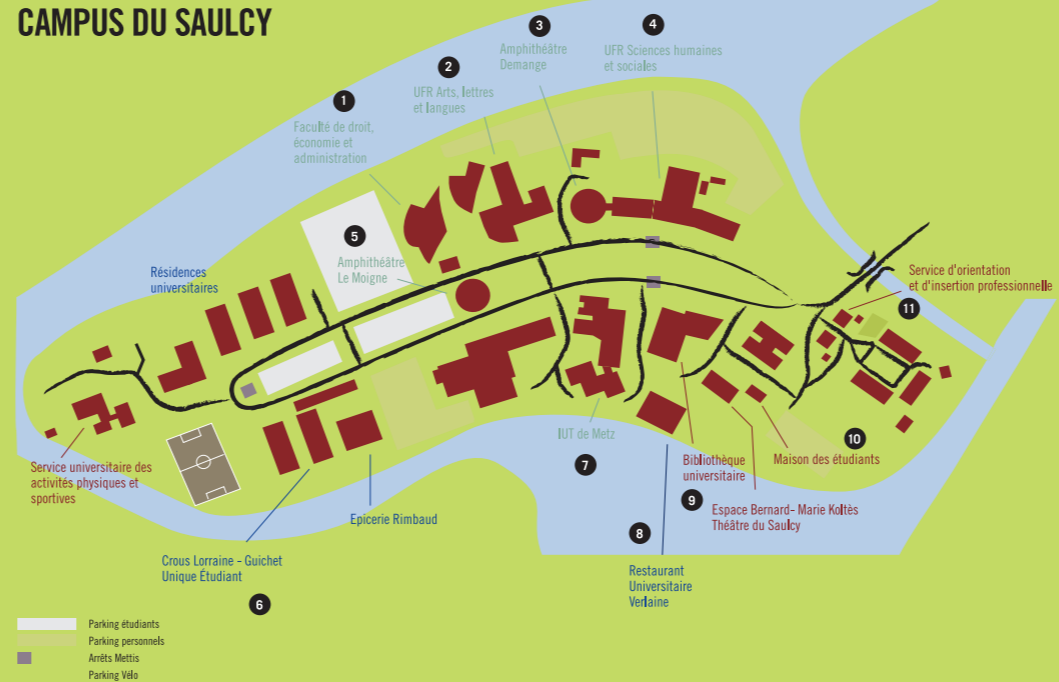 CAMPUS DU SAULCY
1
Faculté de droit,
économie et
administration
2
UFR Arts, lettres
et langues
3
Amphithéâtre
Demange
4
UFR Sciences humaines
et sociales
5
Amphithéâtre
Le Moigne
Résidences
universitaires
Service d'orientation
et d'insertion professionnelle
11
Service universitaire des
activités physiques et
sportives
Crous Lorraine - Guichet
Unique Étudiant
6
Epicerie Rimbaud
IUT de Metz
7
8
Restaurant
Universitaire
Verlaine
Bibliothèque
universitaire
9
Espace Bernard- Marie Koltès
Théâtre du Saulcy
10
Maison des étudiants
Parking étudiants
Parking personnels
Arrêts Mettis
Parking Vélo